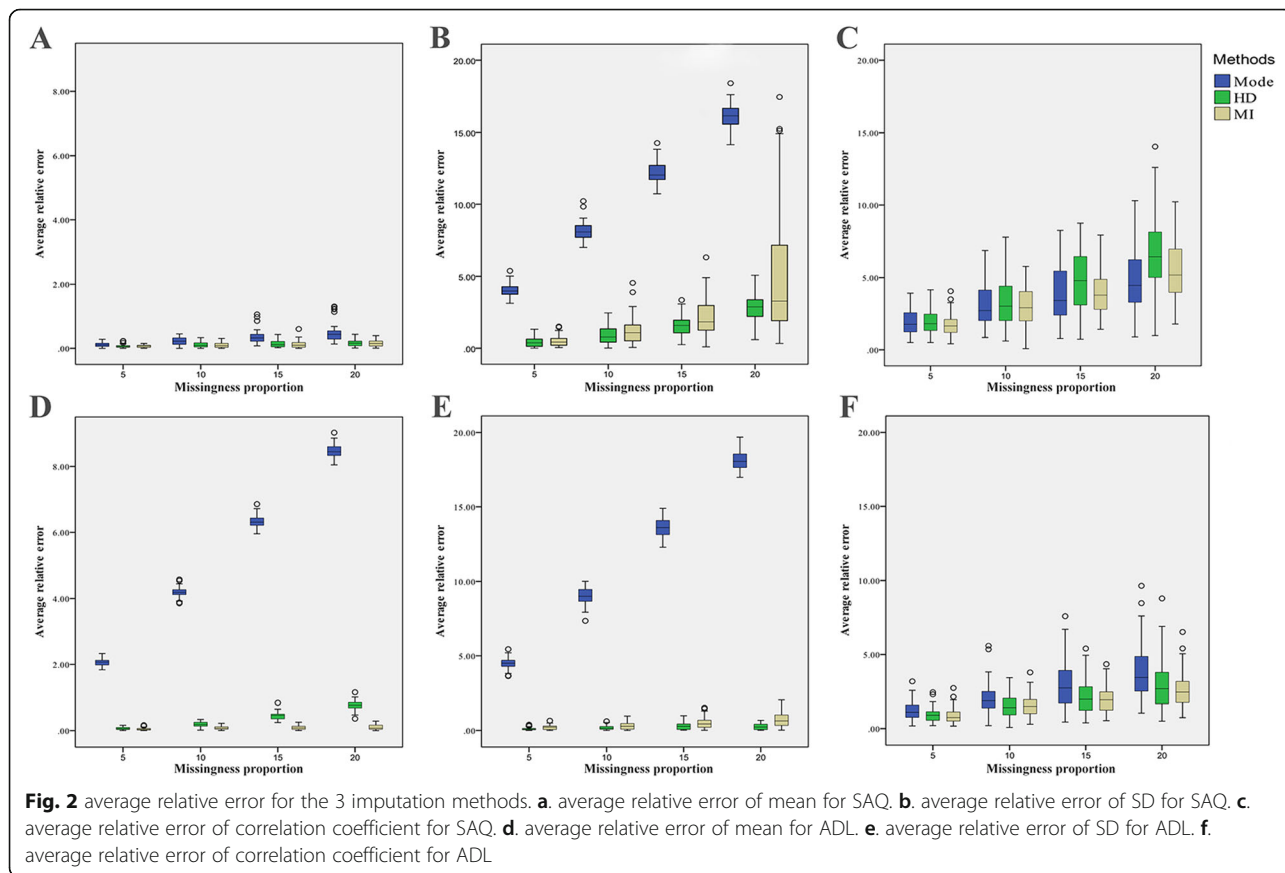 A
Average relative error
8.00
6.00
4.00
2.00
.00
5 10 15 20
Missingness proportion
B
Average relative error
20.00
15.00
10.00
5.00
.00
5 10 15 20
Missingness proportion
C
Average relative error
20.00
15.00
10.00
5.00
.00
5 10 15 20
Missingness proportion
Methods
Mode
HD
MI
D
Average relative error
8.00
6.00
4.00
2.00
.00
5 10 15 20
Missingness proportion
E
Average relative error
20.00
15.00
10.00
5.00
.00
5 10 15 20
Missingness proportion
F
Average relative error
20.00
15.00
10.00
5.00
.00
5 10 15 20
Missingness proportion
Fig. 2 average relative error for the 3 imputation methods. a. average relative error of mean for SAQ. b. average relative error of SD for SAQ. c.
average relative error of correlation coefficient for SAQ. d. average relative error of mean for ADL. e. average relative error of SD for ADL. f.
average relative error of correlation coefficient for ADL